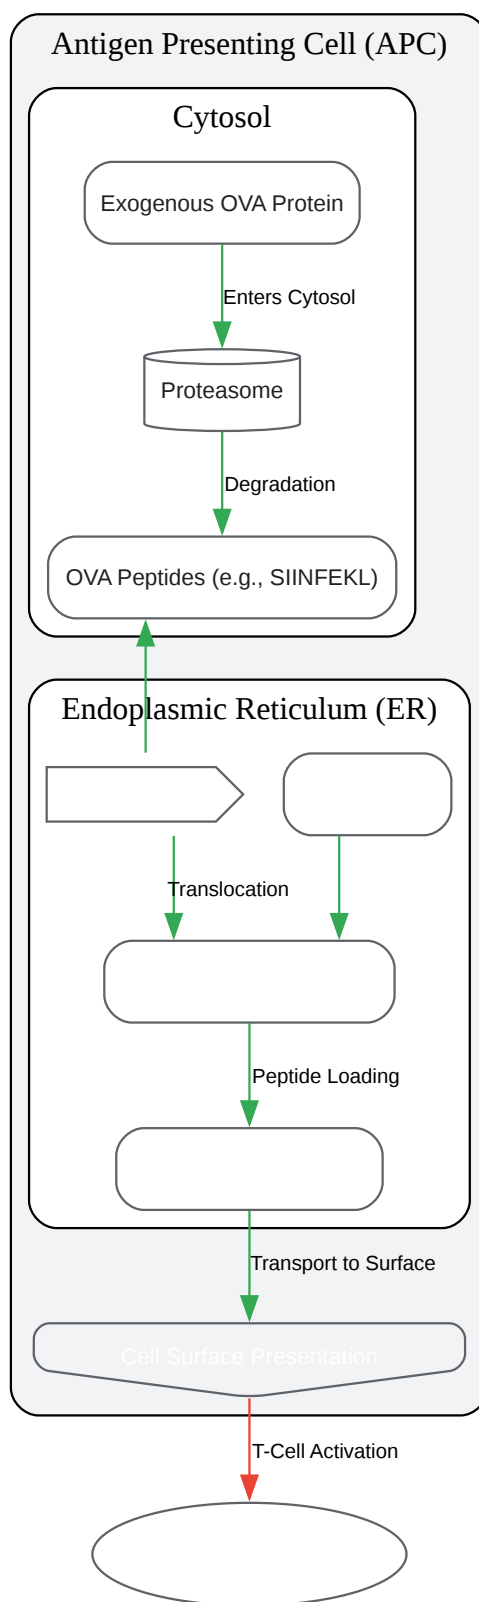 Antigen Presenting Cell (APC)
Cytosol
Exogenous OVA Protein
Enters Cytosol
Proteasome
Degradation
OVA Peptides (e.g., SIINFEKL)
Endoplasmic Reticulum (ER)
Translocation
Peptide Loading
Transport to Surface
Cell Surface Presentation
T-Cell Activation